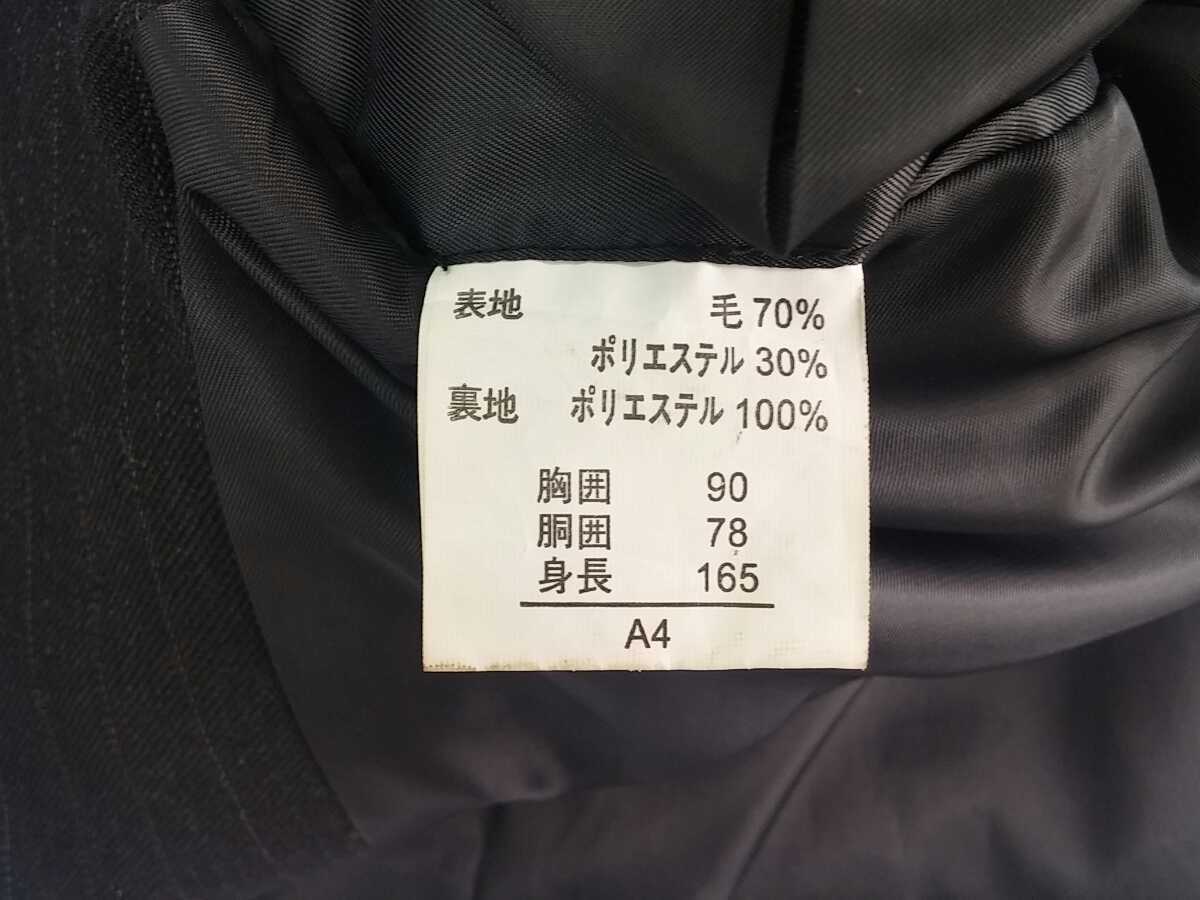 表地 毛 70%
ポリエステル 30%
裏地 ポリエステル 100%
胸囲 90
胴囲 78
身長 165
A4